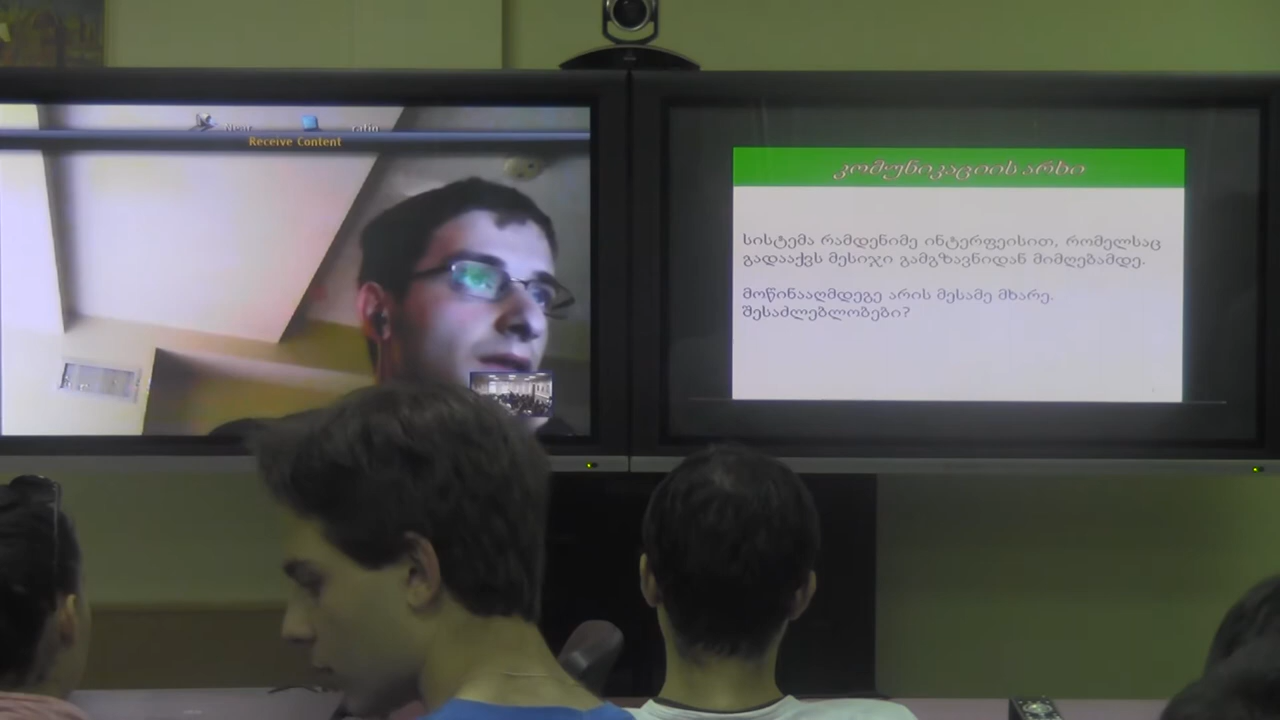 Receive Content
კომუნიკაციის არხი
სისტემა რამდენიმე ინტერფეისით, რომელსაც
გადააქვს მესიჯი გამგზავნიდან მიმღებამდე.
მოწინააღმდეგე არის მესამე მხარე.
შესაძლებლობები?